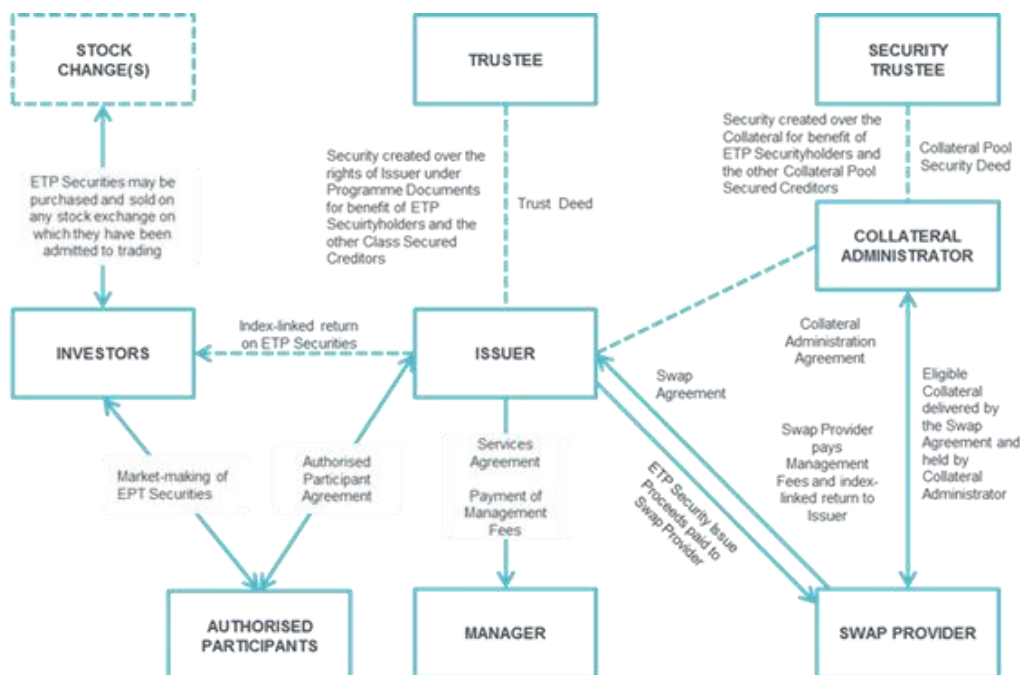 STOCK
CHANGE(S)
TRUSTEE
SECURITY
TRUSTEE
ETP Securities may be
purchased and sold on
any stock exchange on
which they have been
admitted to trading
Security created over the
rights of Issuer under
Programme Documents
for benefit of ETP
Secuirtyholders and the
other Class Secured
Creditors
Trust Deed
Security created over the
Collateral for benefit of
ETP Securityholders and
the other Collateral Pool
Secured Creditors
Collateral Pool
Security Deed
COLLATERAL
ADMINISTRATOR
INVESTORS
Index-linked return
on ETP Securities
ISSUER
Swap
Agreement
Collateral
Administration
Agreement
Eligible
Collateral
delivered by
the Swap
Agreement and
held by
Collateral
Administrator
Market-making of
EPT Securities
Authorised
Participant
Agreement
Services
Agreement
Payment of
Management
Fees
ETP Security Issue
Proceeds paid to
Swap Provider
Swap Provider
pays
Management
Fees and index-
linked return to
Issuer
AUTHORISED
PARTICIPANTS
MANAGER
SWAP PROVIDER